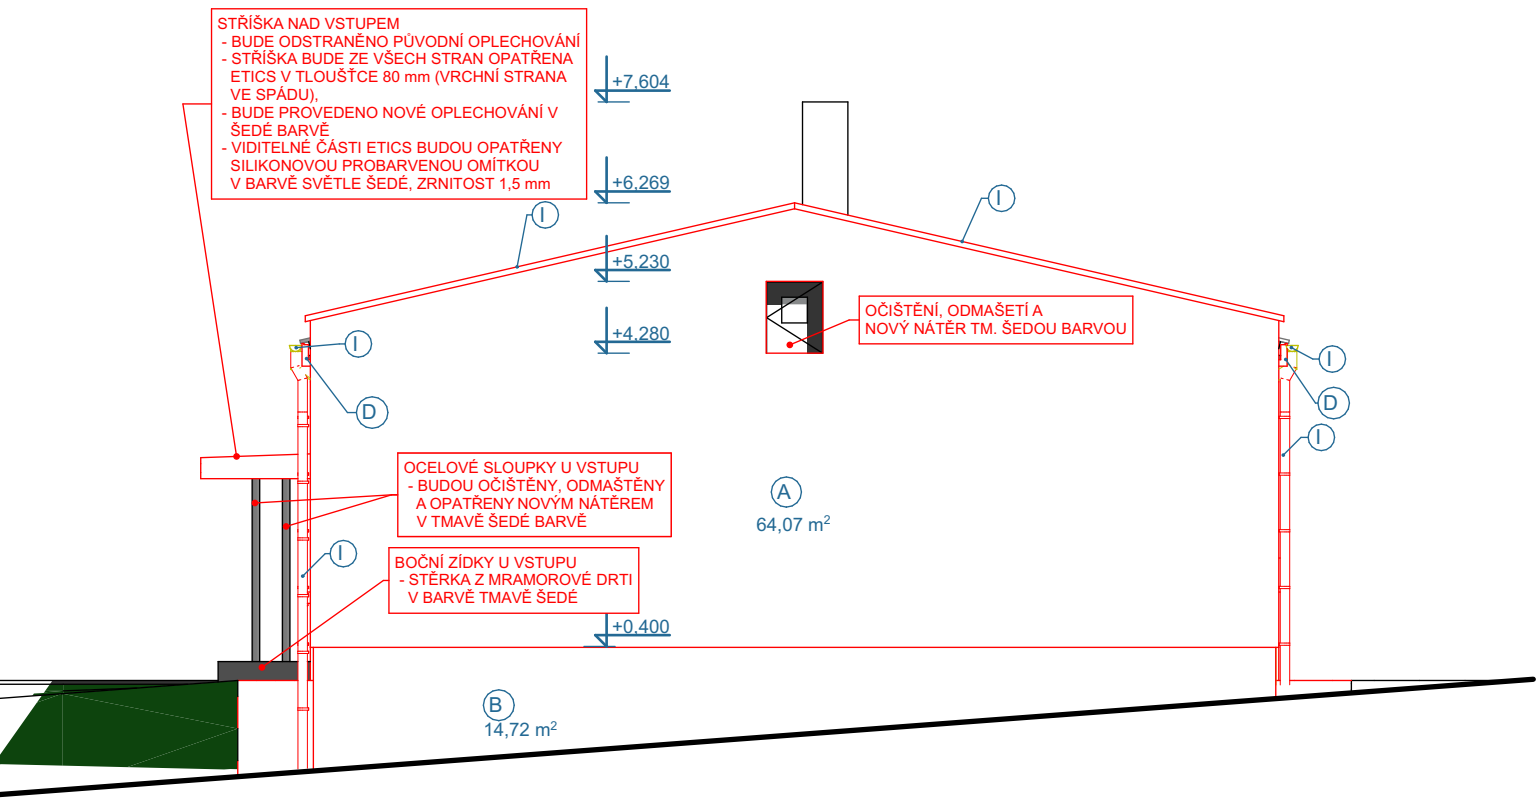 STŘÍŠKA NAD VSTUPEM
- BUDE ODSTRANĚNO PŮVODNÍ OPLECHOVÁNÍ
- STŘÍŠKA BUDE ZE VŠECH STRAN OPATŘENA
ETICS V TLOUŠŤCE 80 mm (VRCHNÍ STRANA
VE SPÁDU),
- BUDE PROVEDENO NOVÉ OPLECHOVÁNÍ V
ŠEDÉ BARVĚ
- VIDITELNÉ ČÁSTI ETICS BUDOU OPATŘENY
SILIKONOVOU PROBARVENOU OMÍTKOU
V BARVĚ SVĚTLE ŠEDÉ, ZRNITOST 1,5 mm
+7,604
+6,269
I
I
+5,230
OČIŠTĚNÍ, ODMAŠETÍ A
NOVÝ NÁTĚR TM. ŠEDOU BARVOU
+4,280
I
I
D
D
I
OCELOVÉ SLOUPKY U VSTUPU
- BUDOU OČIŠTĚNY, ODMAŠTĚNY
A OPATŘENY NOVÝM NÁTĚREM
V TMAVĚ ŠEDÉ BARVĚ
A
64,07 m²
I
BOČNÍ ZÍDKY U VSTUPU
- STĚRKA Z MRAMOROVÉ DRTI
V BARVĚ TMAVĚ ŠEDÉ
+0,400
B
14,72 m²